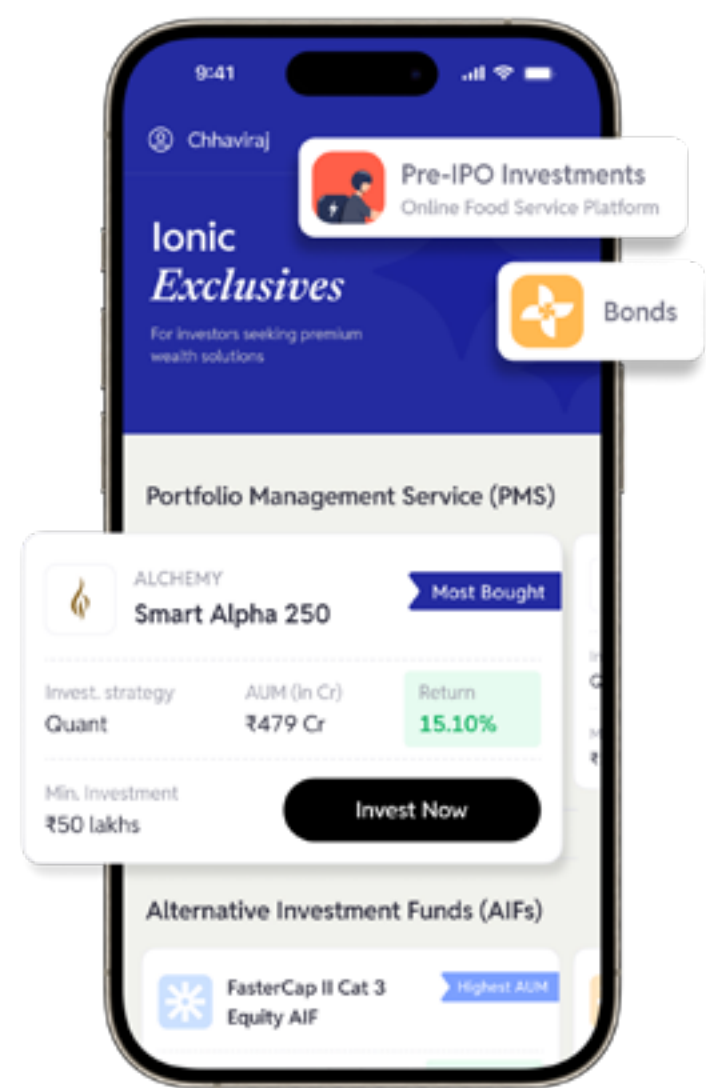 9:41
Chhaviraj
Pre-IPO Investments
Online Food Service Platform
Ionic
Exclusives
For investors seeking premium
wealth solutions
Bonds
Portfolio Management Service (PMS)
ALCHEMY
Smart Alpha 250
Most Bought
Invest. strategy AUM (in Cr) Return
Quant ₹479 Cr 15.10%
Min. Investment
₹50 lakhs
Invest Now
Alternative Investment Funds (AIFs)
FasterCap II Cat 3
Equity AIF
Highest AUM